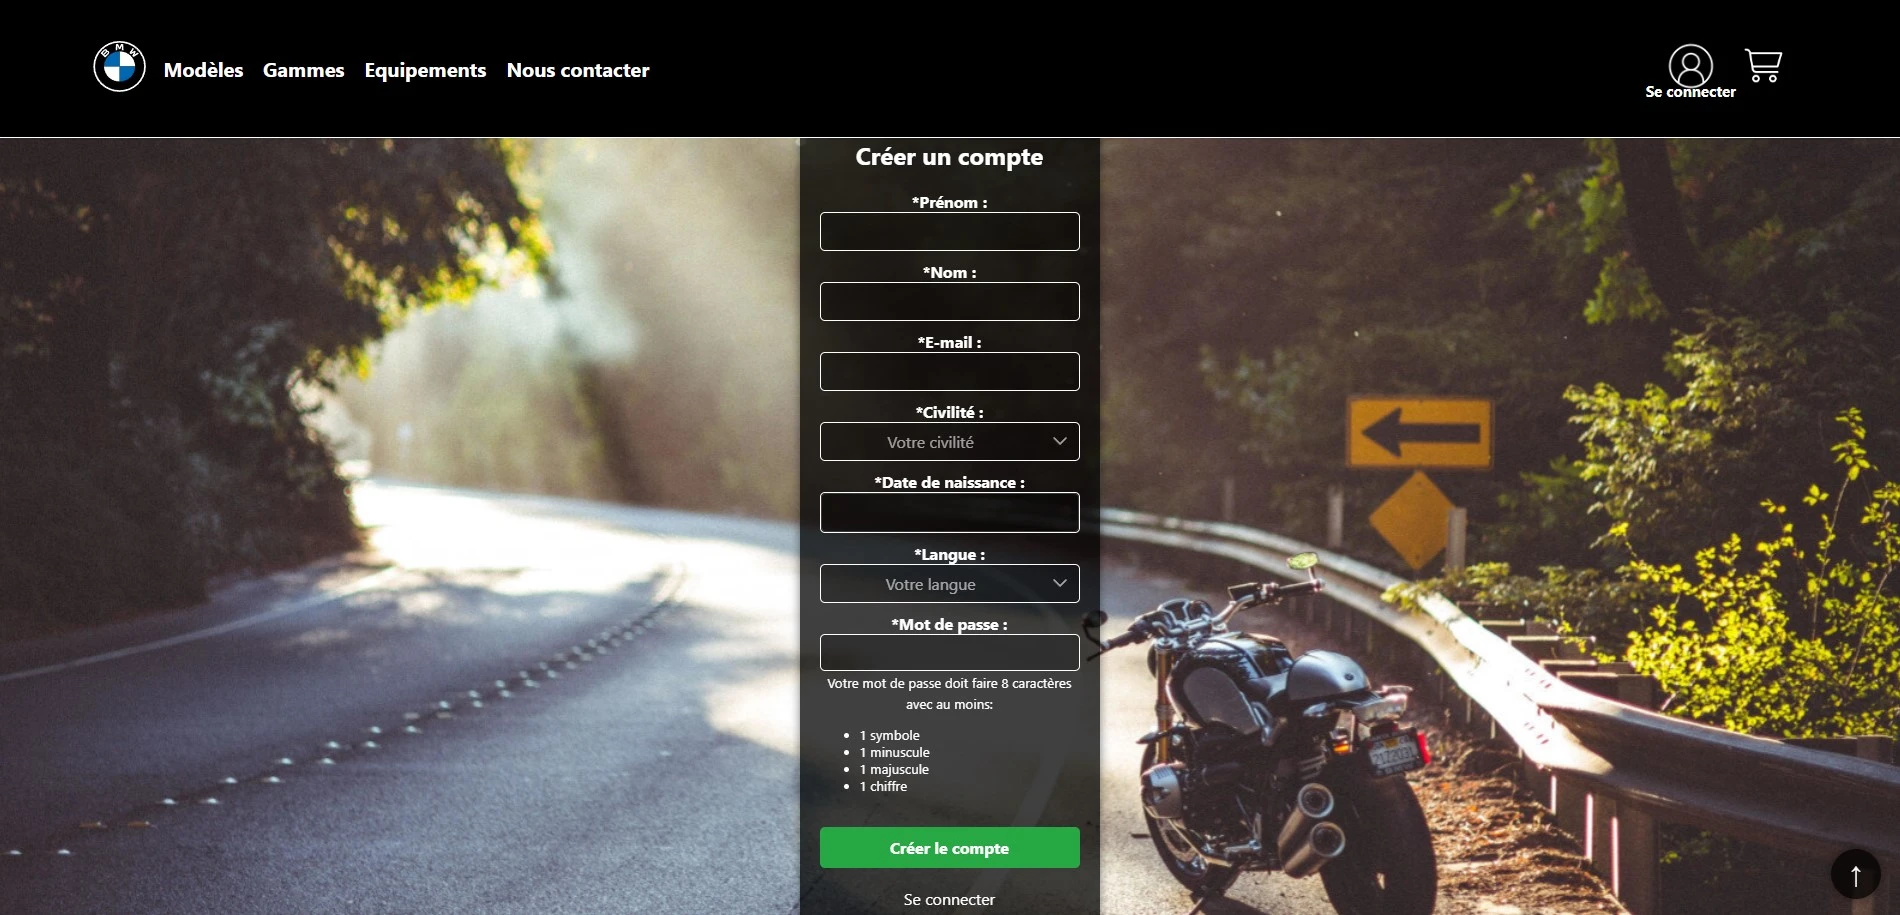 BMW
Modèles Gammes Equipements Nous contacter
Se connecter
Créer un compte
*Prénom :
*Nom :
*E-mail :
*Civilité :
Votre civilité
*Date de naissance :
*Langue :
Votre langue
*Mot de passe :
Votre mot de passe doit faire 8 caractères
avec au moins:
• 1 symbole
• 1 minuscule
• 1 majuscule
• 1 chiffre
Créer le compte
Se connecter